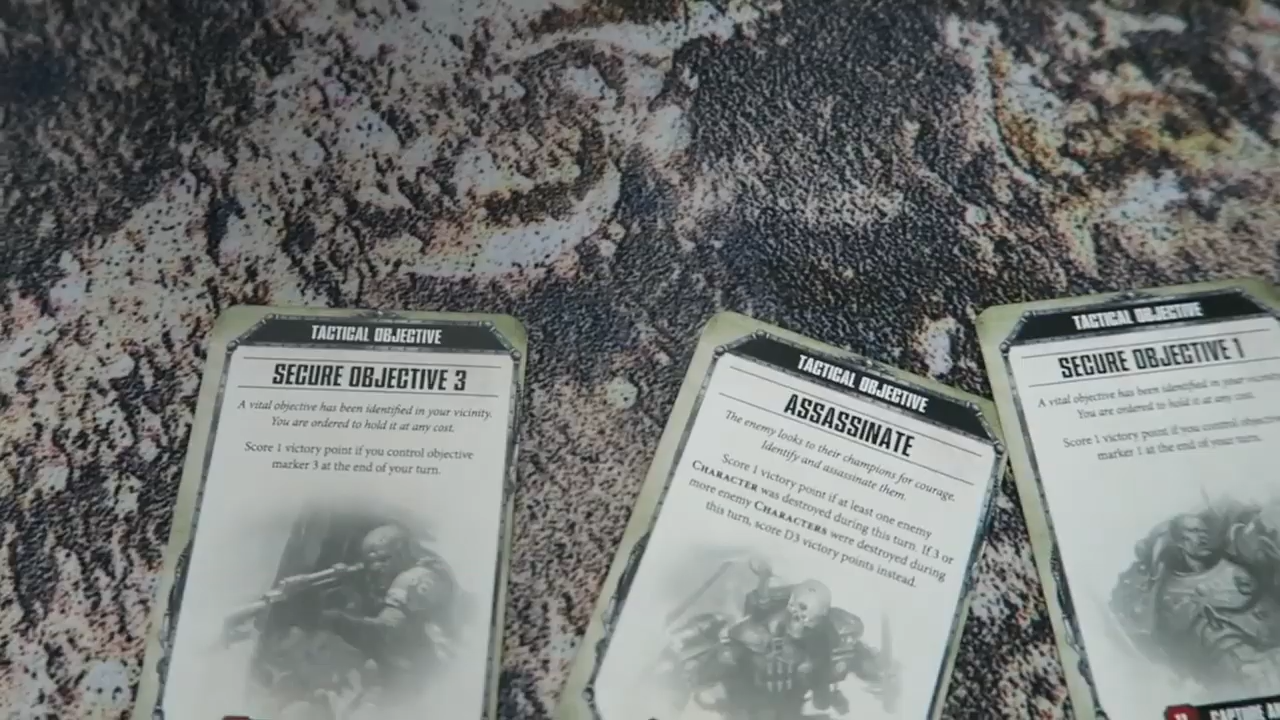 TACTICAL OBJECTIVE
SECURE OBJECTIVE 3
A vital objective has been identified in your vicinity.
You are ordered to hold it at any cost.
Score 1 victory point if you control objective
marker 3 at the end of your turn.
TACTICAL OBJECTIVE
ASSASSINATE
The enemy looks to their champions for courage.
Identify and assassinate them.
Score 1 victory point if at least one enemy
CHARACTER was destroyed during this turn. If 3 or
more enemy CHARACTERS were destroyed during
this turn, score D3 victory points instead.
TACTICAL OBJECTIVE
SECURE OBJECTIVE 1
A vital objective has been identified in your
You are ordered to hold it at any cost.
Score 1 victory point if you control
marker 1 at the end of your turn.
CAPTURE